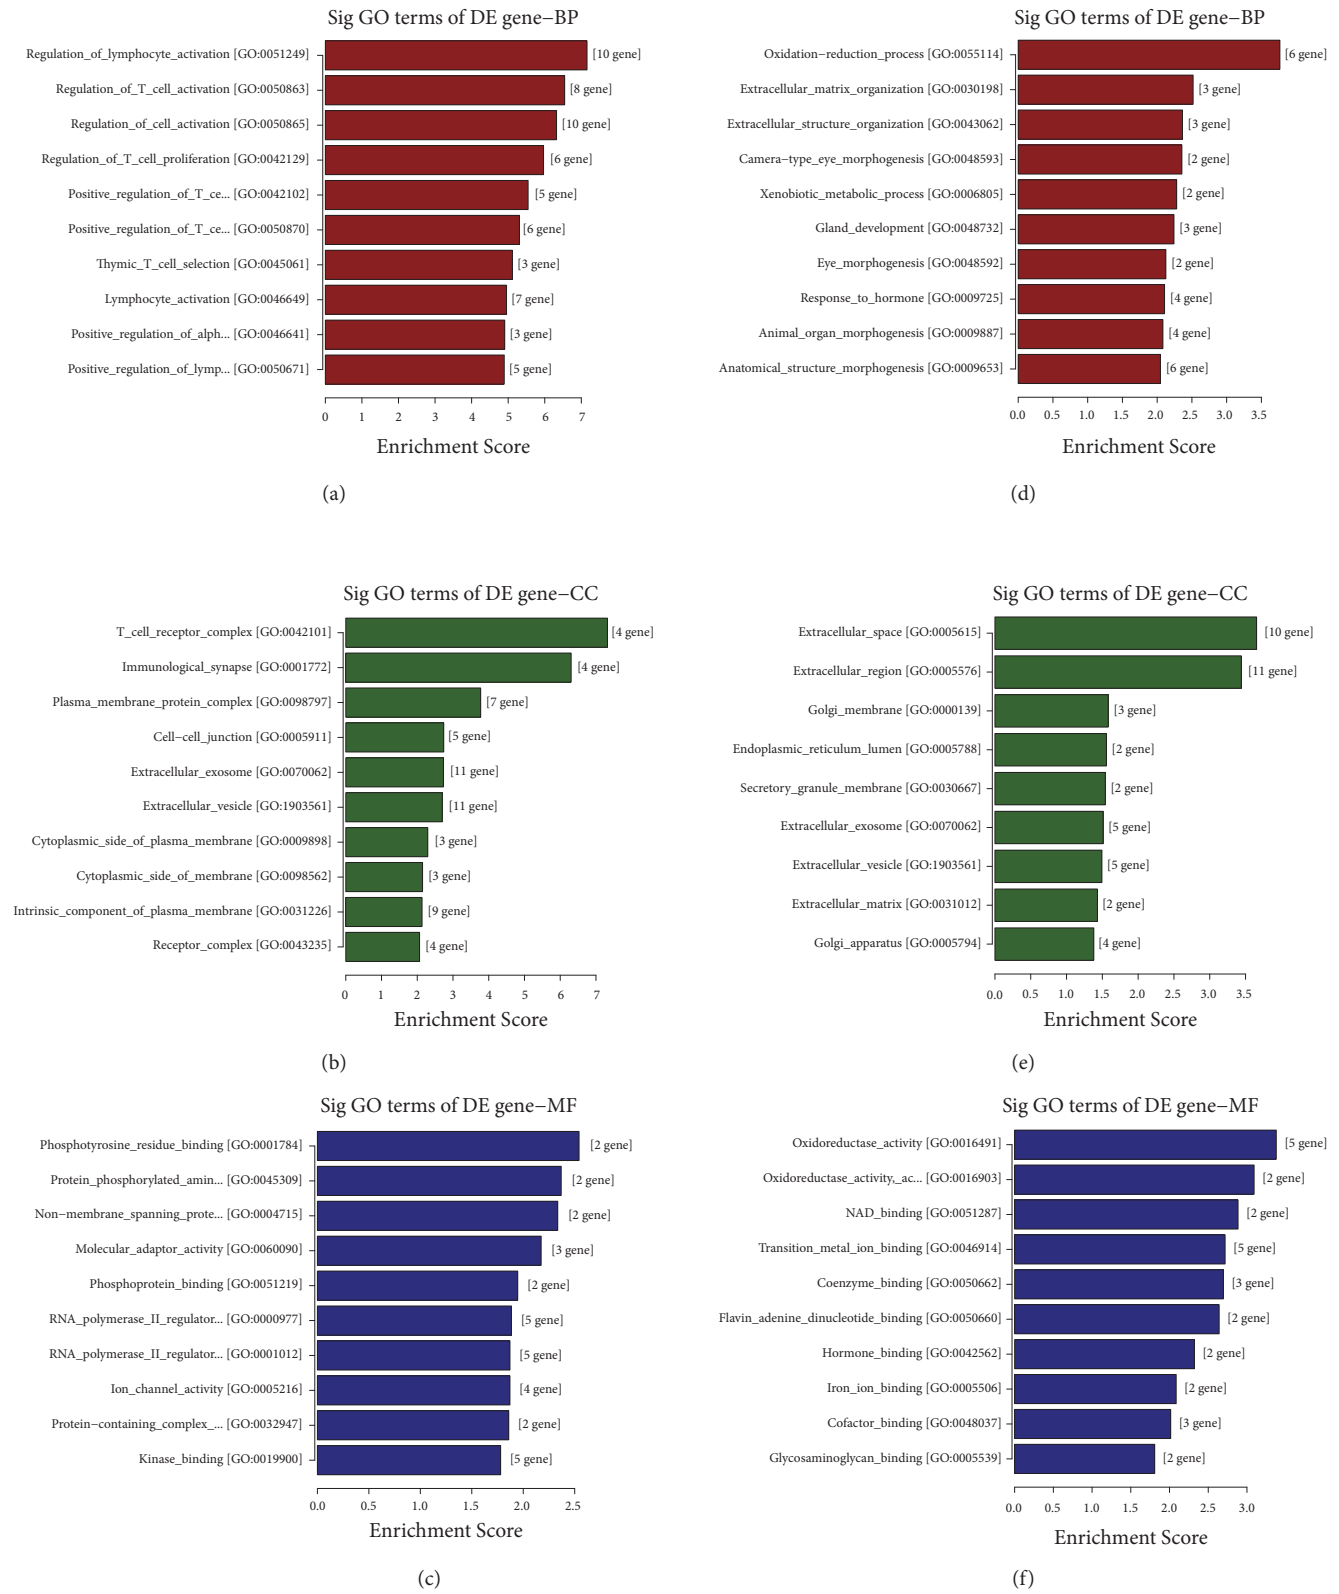 Sig GO terms of DE gene−BP
Regulation_of_lymphocyte_activation [GO:0051249] [10 gene]
Regulation_of_T_cell_activation [GO:0050863] [8 gene]
Regulation_of_cell_activation [GO:0050865] [10 gene]
Regulation_of_T_cell_proliferation [GO:0042129] [6 gene]
Positive_regulation_of_T_ce... [GO:0042102] [5 gene]
Positive_regulation_of_T_ce... [GO:0050870] [6 gene]
Thymic_T_cell_selection [GO:0045061] [3 gene]
Lymphocyte_activation [GO:0046649] [7 gene]
Positive_regulation_of_alph... [GO:0046641] [3 gene]
Positive_regulation_of_lymp... [GO:0050671] [5 gene]
0 1 2 3 4 5 6 7
Enrichment Score
(a)
Sig GO terms of DE gene−BP
Oxidation−reduction_process [GO:0055114] [6 gene]
Extracellular_matrix_organization [GO:0030198] [3 gene]
Extracellular_structure_organization [GO:0043062] [3 gene]
Camera−type_eye_morphogenesis [GO:0048593] [2 gene]
Xenobiotic_metabolic_process [GO:0006805] [2 gene]
Gland_development [GO:0048732] [3 gene]
Eye_morphogenesis [GO:0048592] [2 gene]
Response_to_hormone [GO:0009725] [4 gene]
Animal_organ_morphogenesis [GO:0009887] [4 gene]
Anatomical_structure_morphogenesis [GO:0009653] [6 gene]
0.0 0.5 1.0 1.5 2.0 2.5 3.0 3.5
Enrichment Score
(d)
Sig GO terms of DE gene−CC
T_cell_receptor_complex [GO:0042101] [4 gene]
Immunological_synapse [GO:0001772] [4 gene]
Plasma_membrane_protein_complex [GO:0098797] [7 gene]
Cell−cell_junction [GO:0005911] [5 gene]
Extracellular_exosome [GO:0070062] [11 gene]
Extracellular_vesicle [GO:1903561] [11 gene]
Cytoplasmic_side_of_plasma_membrane [GO:0009898] [3 gene]
Cytoplasmic_side_of_membrane [GO:0098562] [3 gene]
Intrinsic_component_of_plasma_membrane [GO:0031226] [9 gene]
Receptor_complex [GO:0043235] [4 gene]
0 1 2 3 4 5 6 7
Enrichment Score
(b)
Sig GO terms of DE gene−CC
Extracellular_space [GO:0005615] [10 gene]
Extracellular_region [GO:0005576] [11 gene]
Golgi_membrane [GO:0000139] [3 gene]
Endoplasmic_reticulum_lumen [GO:0005788] [2 gene]
Secretory_granule_membrane [GO:0030667] [2 gene]
Extracellular_exosome [GO:0070062] [5 gene]
Extracellular_vesicle [GO:1903561] [5 gene]
Extracellular_matrix [GO:0031012] [2 gene]
Golgi_apparatus [GO:0005794] [4 gene]
0.0 0.5 1.0 1.5 2.0 2.5 3.0 3.5
Enrichment Score
(e)
Sig GO terms of DE gene−MF
Phosphotyrosine_residue_binding [GO:0001784] [2 gene]
Protein_phosphorylated_amin... [GO:0045309] [2 gene]
Non−membrane_spanning_prote... [GO:0004715] [2 gene]
Molecular_adaptor_activity [GO:0060090] [3 gene]
Phosphoprotein_binding [GO:0051219] [2 gene]
RNA_polymerase_II_regulator... [GO:0000977] [5 gene]
RNA_polymerase_II_regulator... [GO:0001012] [5 gene]
Ion_channel_activity [GO:0005216] [4 gene]
Protein−containing_complex_... [GO:0032947] [2 gene]
Kinase_binding [GO:0019900] [5 gene]
0.0 0.5 1.0 1.5 2.0 2.5
Enrichment Score
(c)
Sig GO terms of DE gene−MF
Oxidoreductase_activity [GO:0016491] [5 gene]
Oxidoreductase_activity,_ac... [GO:0016903] [2 gene]
NAD_binding [GO:0051287] [2 gene]
Transition_metal_ion_binding [GO:0046914] [5 gene]
Coenzyme_binding [GO:0050662] [3 gene]
Flavin_adenine_dinucleotide_binding [GO:0050660] [2 gene]
Hormone_binding [GO:0042562] [2 gene]
Iron_ion_binding [GO:0005506] [2 gene]
Cofactor_binding [GO:0048037] [3 gene]
Glycosaminoglycan_binding [GO:0005539] [2 gene]
0.0 0.5 1.0 1.5 2.0 2.5 3.0
Enrichment Score
(f)